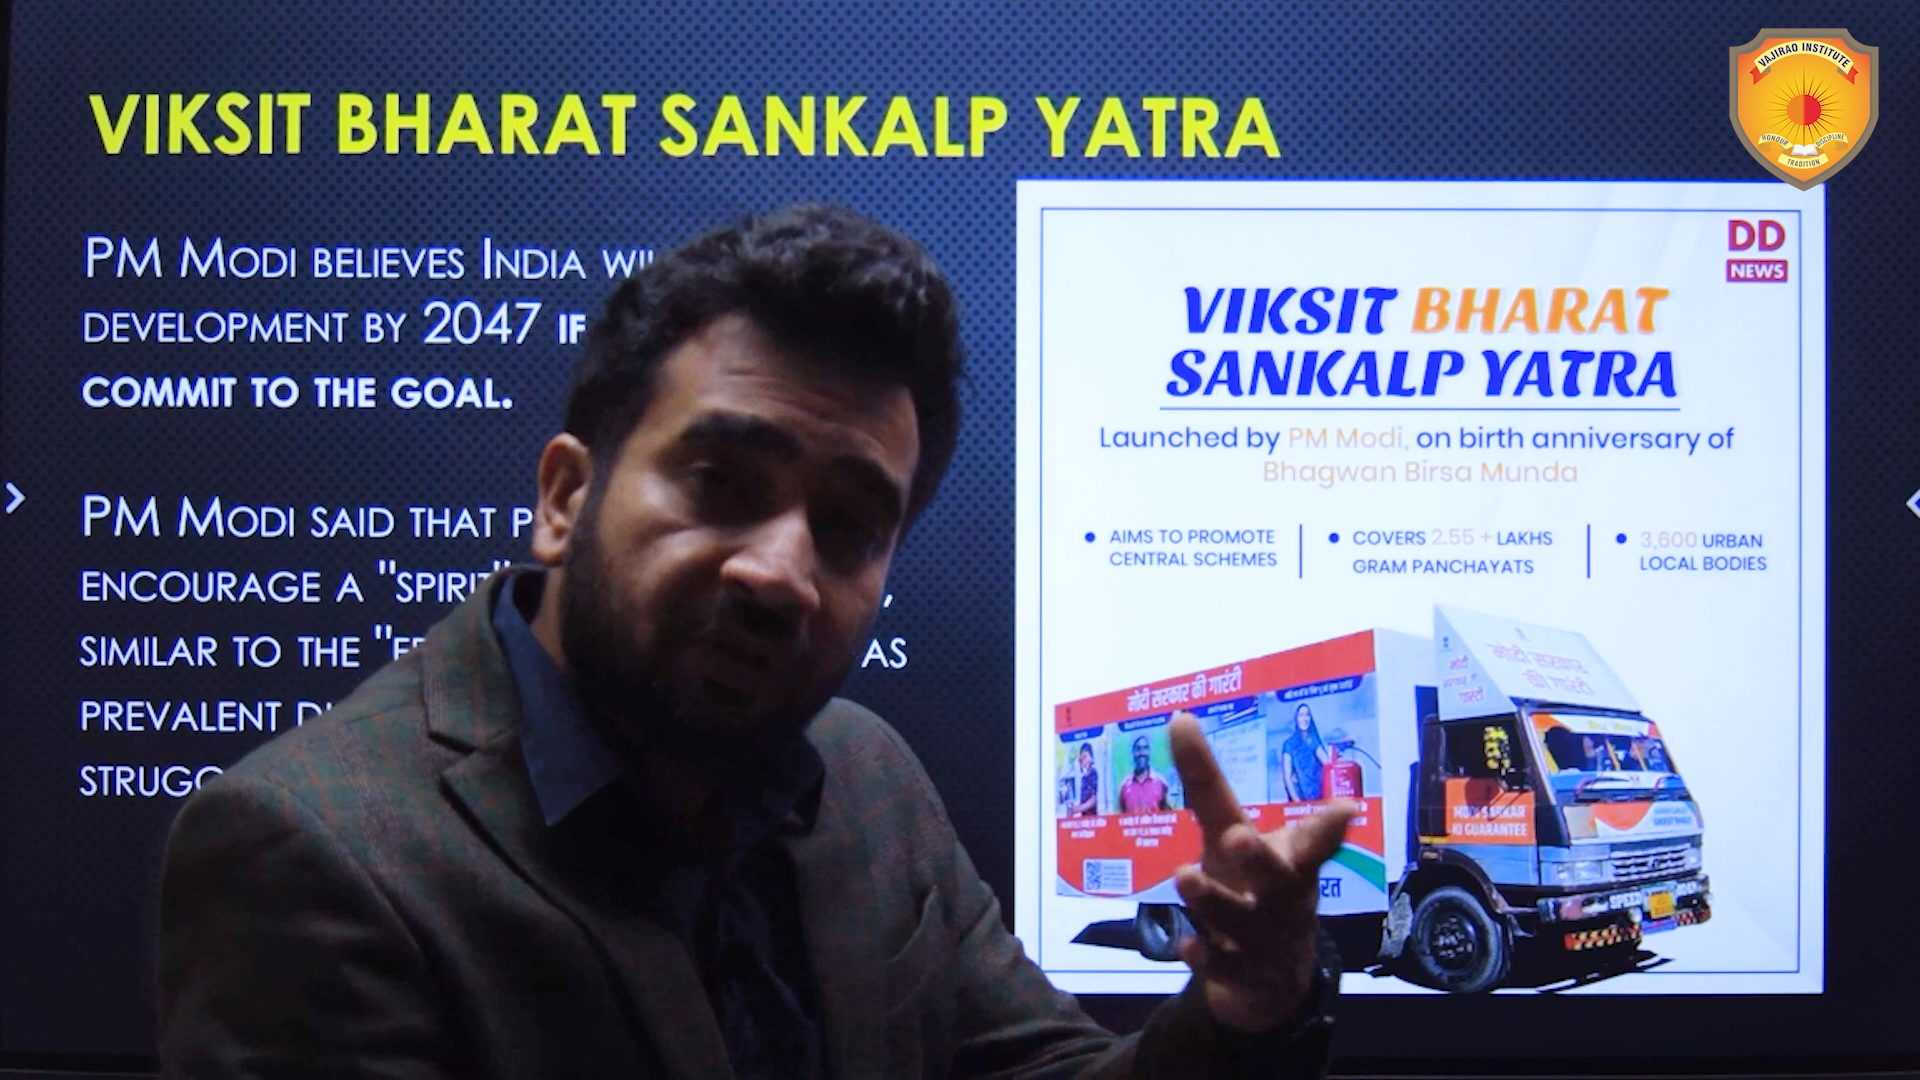 VAJIRAO INSTITUTE
HONOUR
DISCIPLINE
TRADITION
VIKSIT BHARAT SANKALP YATRA
PM MODI BELIEVES INDIA
DEVELOPMENT BY 2047 IF
COMMIT TO THE GOAL.
PM MODI SAID THAT
ENCOURAGE A "SPIRIT" ,
SIMILAR TO THE AS
PREVALENT
DD
NEWS
VIKSIT BHARAT
SANKALP YATRA
Launched by PM Modi, on birth anniversary of
Bhagwan Birsa Munda
• AIMS TO PROMOTE
CENTRAL SCHEMES
• COVERS 2.55 + LAKHS
GRAM PANCHAYATS
• 3,600 URBAN
LOCAL BODIES
मोदी सरकार की गारंटी
मोदी सरकार
की गारंटी
मोदी
सरकार की
गारंटी
MODI SARKAR
KI GUARANTEE